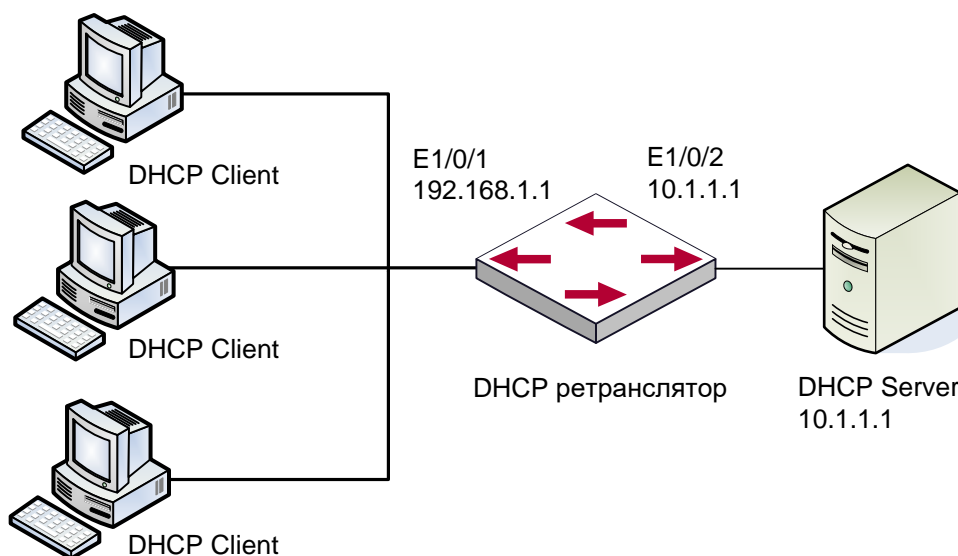 DHCP Client
E1/0/1
192.168.1.1
E1/0/2
10.1.1.1
DHCP Client
DHCP ретранслятор
DHCP Server
10.1.1.1
DHCP Client